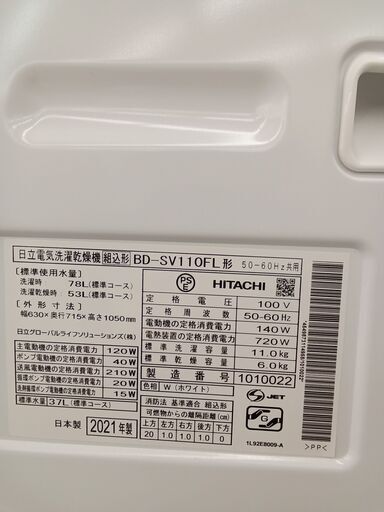 日立電気洗濯乾燥機 組込形 BD-SV110FL形 50-60Hz共用
[標準使用水量]
洗濯時 78L(標準コース)
洗乾時 53L(標準コース)
[外形寸法]
幅630×奥行715×高さ1050mm
日立グローバルライフソリューションズ(株)
主電動機の定格消費電力 120W
ポンプ電動機の定格消費電力 40W
送風電動機の定格消費電力 210W
循環ポンプ電動機の定格消費電力 20W
洗剤循環ポンプ電動機の定格消費電力 15W
標準水量 37L(標準コース)
日本製 2021年製
PS
E
HITACHI
定格電圧 100V
定格周波数 50-60Hz
電動機の定格消費電力 140W
電熱装置の定格消費電力 720W
標準洗濯容量 11.0kg
標準乾燥容量 6.0kg
製造番号 1010022
色柄 W(ホワイト)
消防法 基準適合 組込形
可燃物からの離隔距離(cm)
上方 左方 右方 前方 後方 下方
20 1.0 1.0 1.0 1.0 0
JET
1L92E8009-A
>PP<